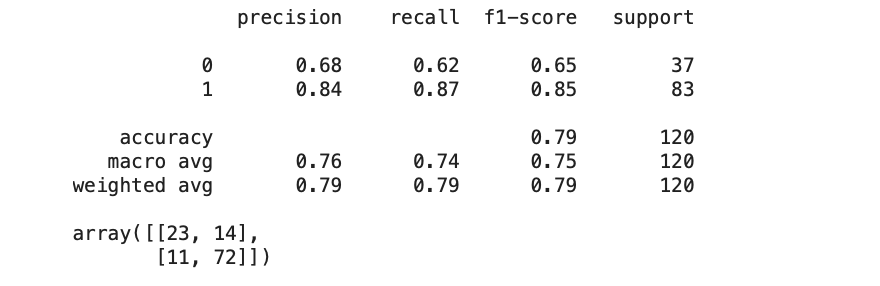 precision recall f1-score support
0 0.68 0.62 0.65 37
1 0.84 0.87 0.85 83
accuracy 0.79 120
macro avg 0.76 0.74 0.75 120
weighted avg 0.79 0.79 0.79 120
array([[23, 14],
[11, 72]])